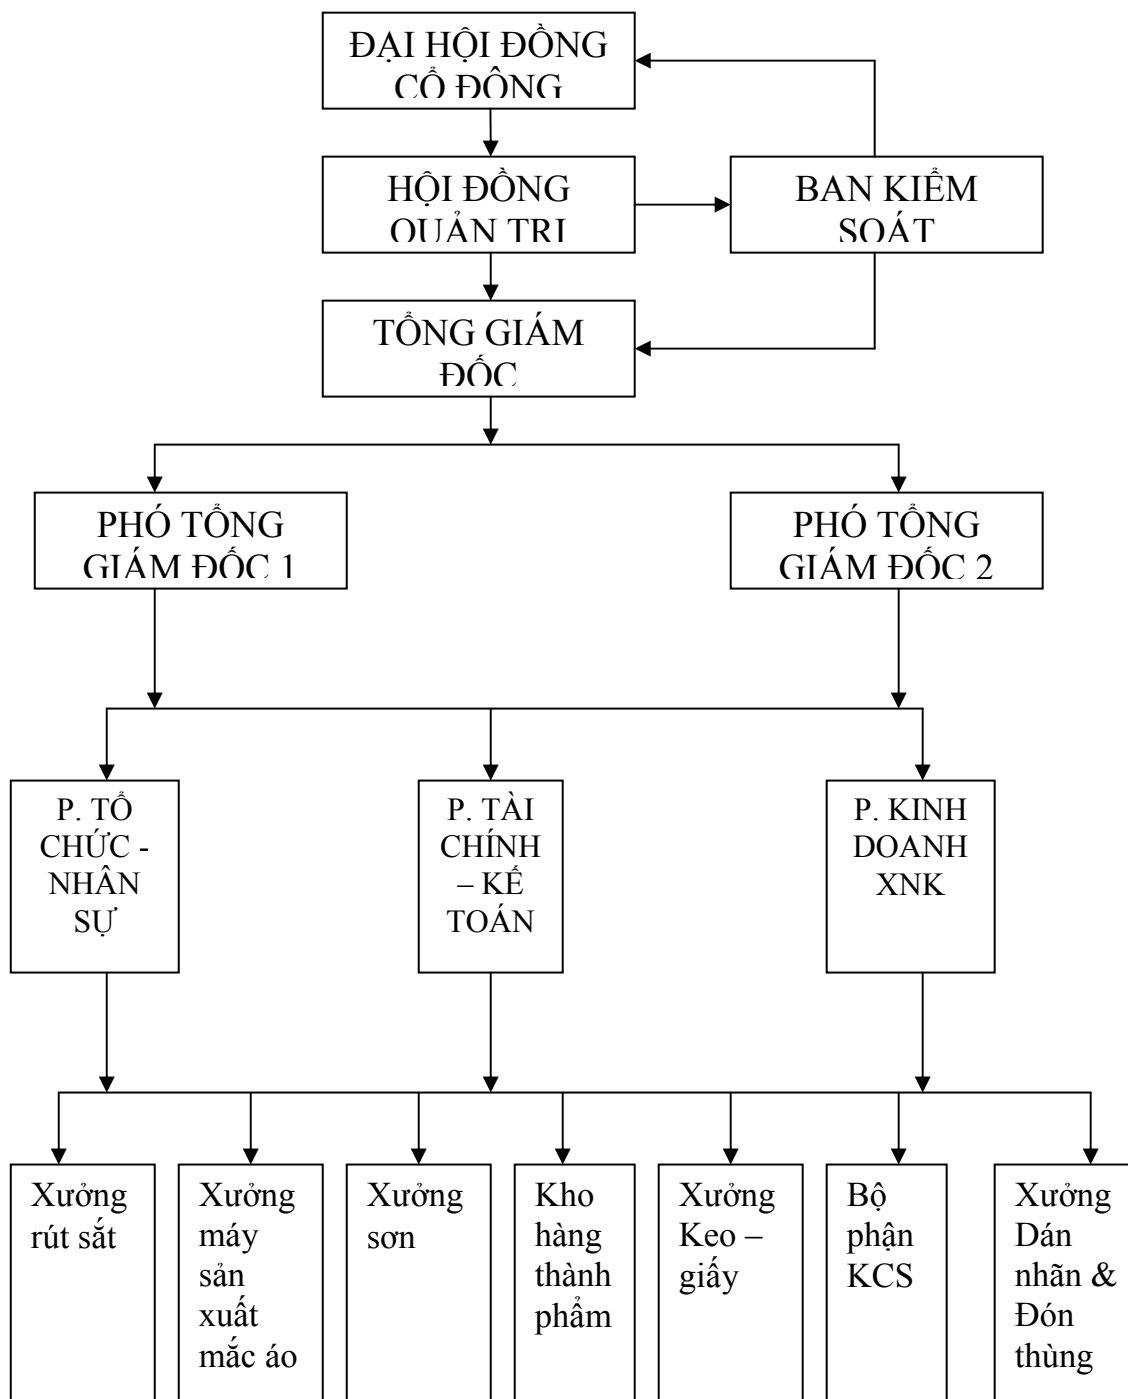 ĐẠI HỘI ĐỒNG
CỔ ĐÔNG
HỘI ĐỒNG
QUẢN TRỊ
BAN KIỂM
SOÁT
TỔNG GIÁM
ĐỐC
PHÓ TỔNG
GIÁM ĐỐC 1
PHÓ TỔNG
GIÁM ĐỐC 2
P. TỔ
CHỨC -
NHÂN
SỰ
P. TÀI
CHÍNH
– KẾ
TOÁN
P. KINH
DOANH
XNK
Xưởng
rút sắt
Xưởng
máy
sản
xuất
mắc áo
Xưởng
sơn
Kho
hàng
thành
phẩm
Xưởng
Keo –
giấy
Bộ
phận
KCS
Xưởng
Dán
nhãn &
Đón
thùng